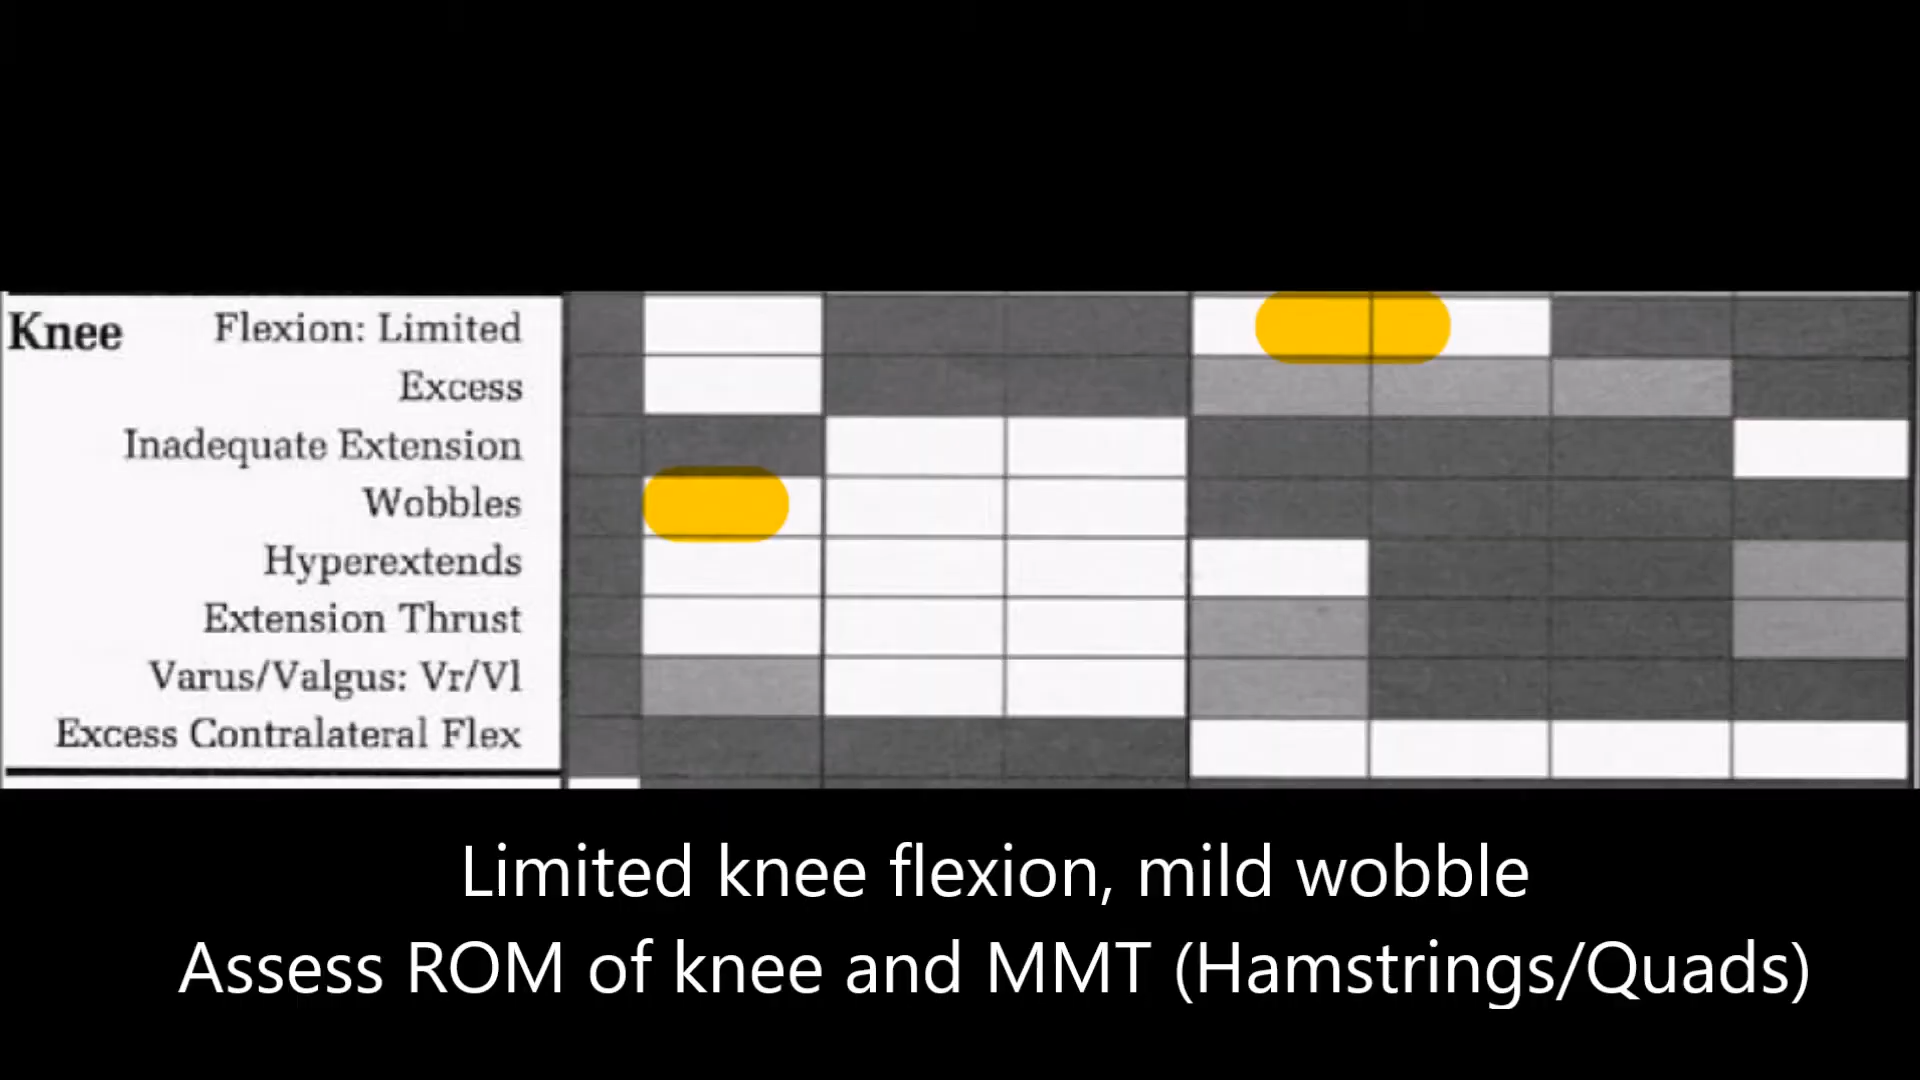 Knee Flexion: Limited
Excess
Inadequate Extension
Wobbles
Hyperextends
Extension Thrust
Varus/Valgus: Vr/Vl
Excess Contralateral Flex
Limited knee flexion, mild wobble
Assess ROM of knee and MMT (Hamstrings/Quads)